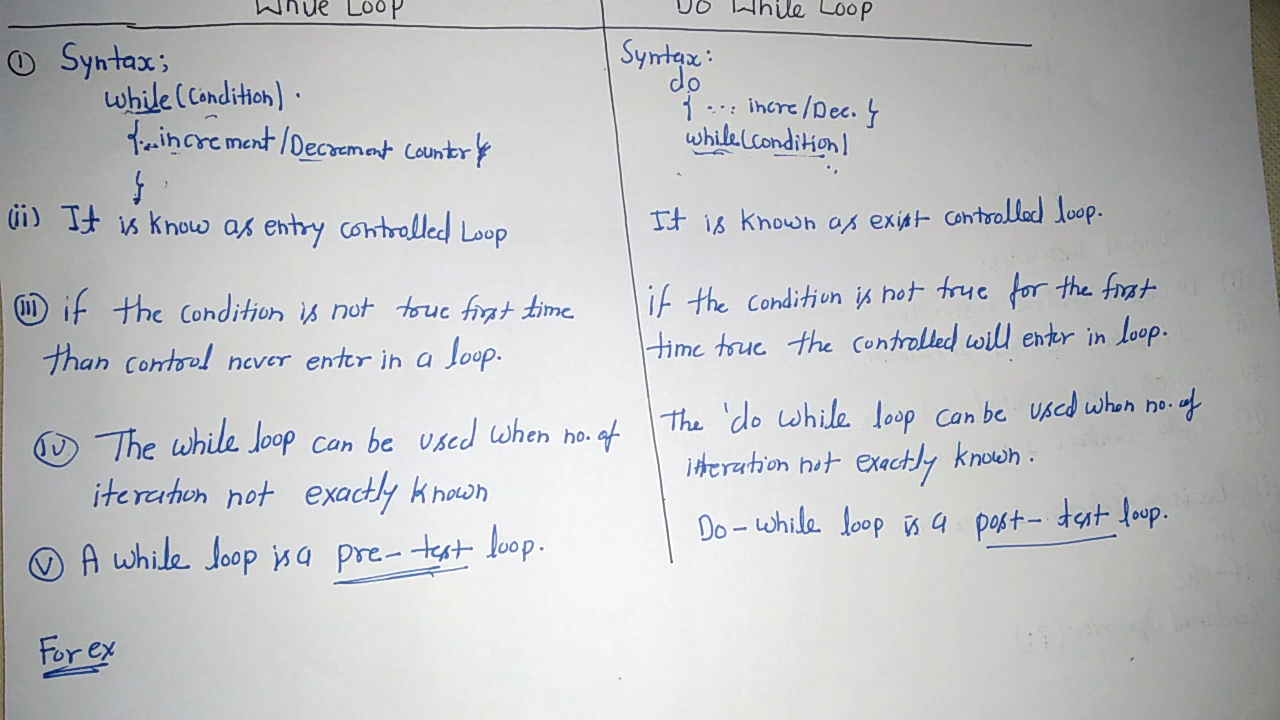 While Loop
Do While Loop
(i) Syntax;
while(Condition)
{...increment/Decrement counter
}
(ii) It is know as entry controlled Loop
(iii) if the condition is not true first time
than control never enter in a loop.
(iv) The while loop can be used when no. of
iteration not exactly known
(v) A while loop is a pre-test loop.
Syntax:
do
{ ... incre/Dec. }
while(condition)
It is known as exist controlled loop.
if the condition is not true for the first
time true the controlled will enter in loop.
The 'do while loop can be used when no. of
itteration not exactly known.
Do-while loop is a post-test loop.
For ex